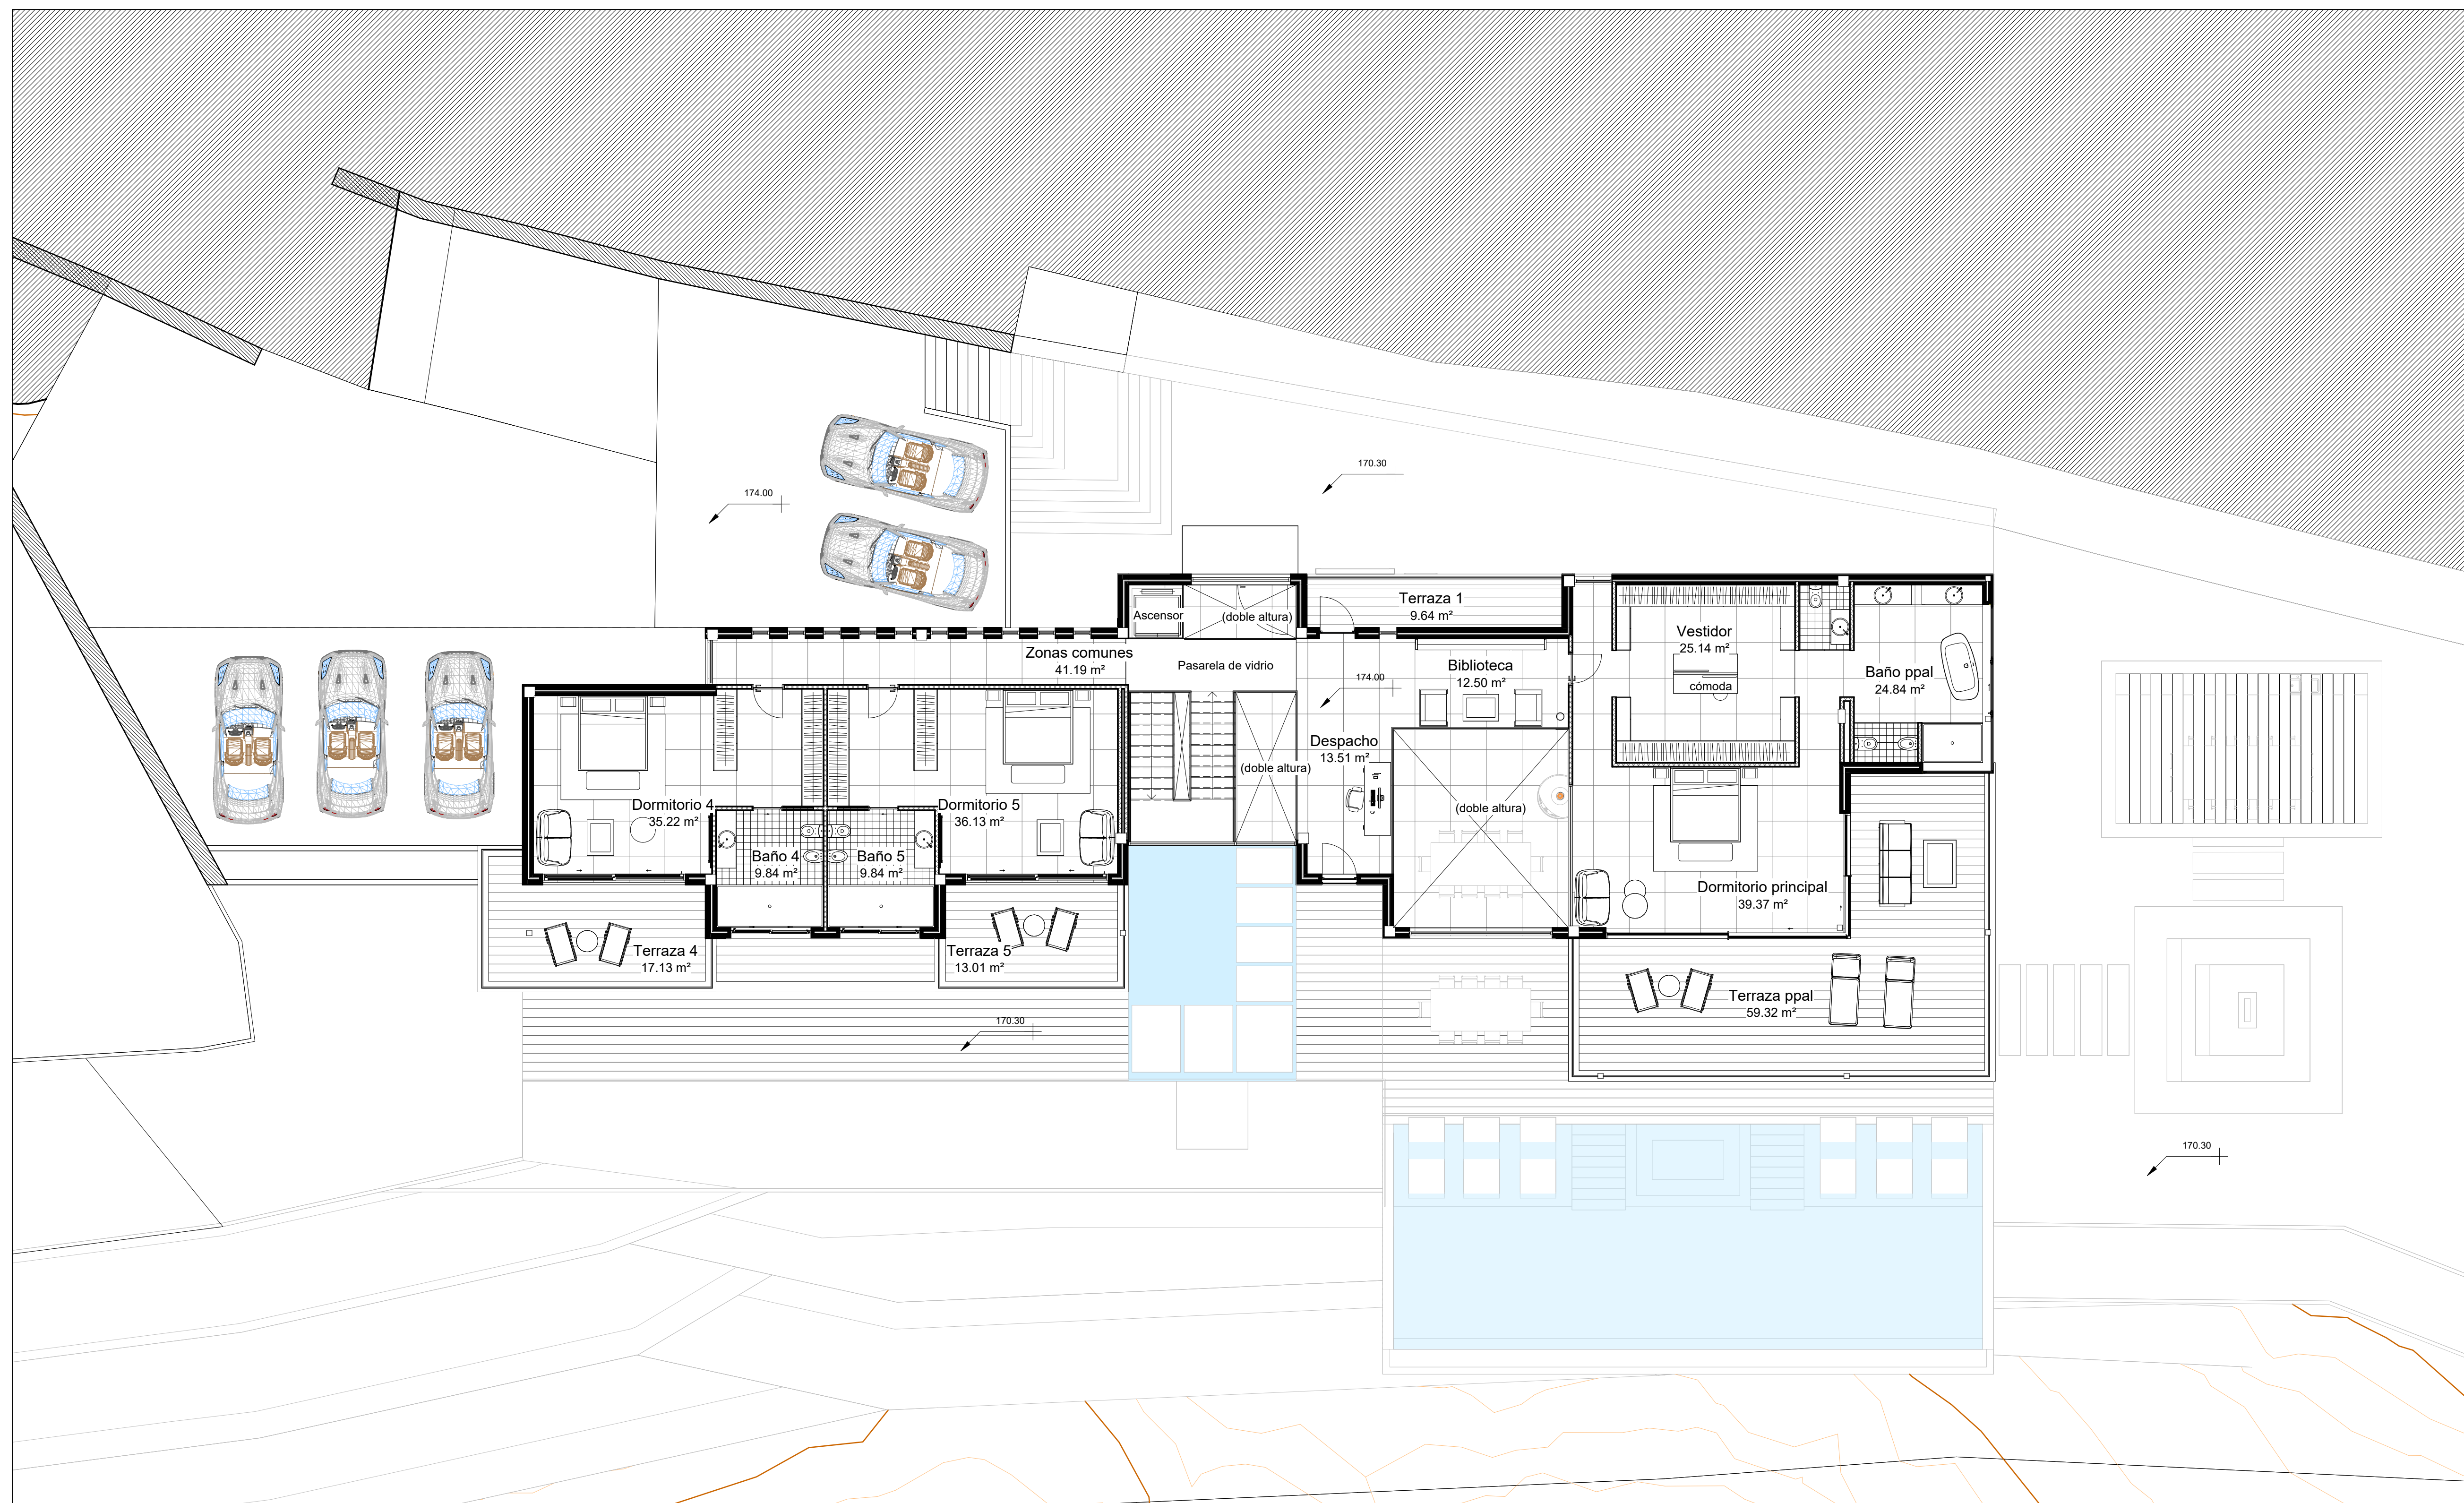 170.30
174.00
Terraza 1
9.64 m²
Ascensor
(doble altura)
Vestidor
25.14 m²
Zonas comunes
41.19 m²
Pasarela de vidrio
Biblioteca
12.50 m²
Baño ppal
24.84 m²
174.00
cómoda
Despacho
13.51 m²
(doble altura)
Dormitorio 4
35.22 m²
Dormitorio 5
36.13 m²
(doble altura)
Baño 4
9.84 m²
Baño 5
9.84 m²
Dormitorio principal
39.37 m²
Terraza 4
17.13 m²
Terraza 5
13.01 m²
Terraza ppal
59.32 m²
170.30
170.30